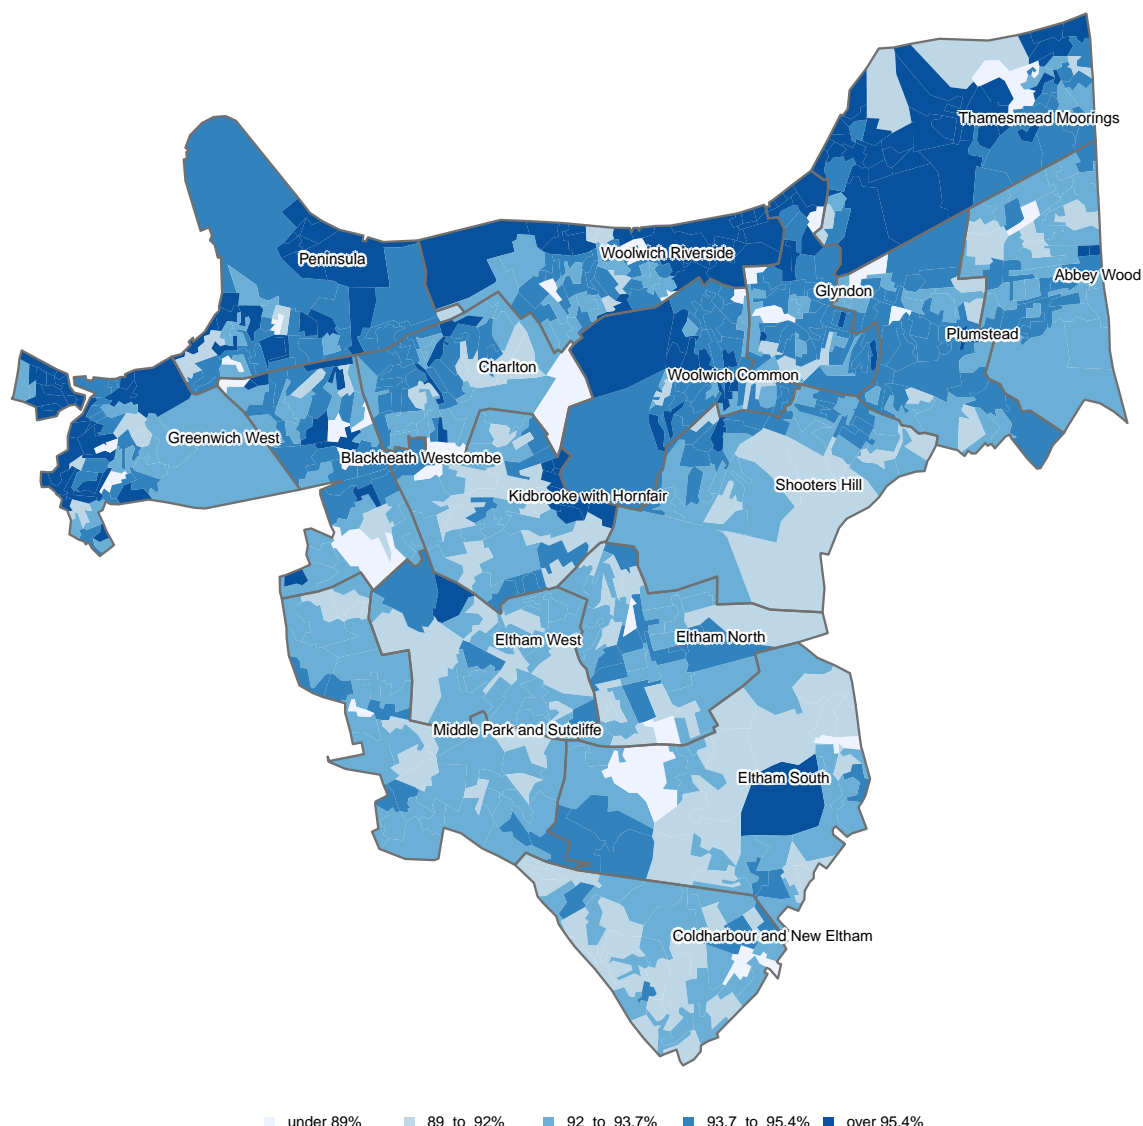 Thamesmead Moorings
Peninsula
Woolwich Riverside
Abbey Wood
Glyndon
Plumstead
Charlton
Woolwich Common
Greenwich West
Blackheath Westcombe
Shooters Hill
Kidbrooke with Hornfair
Eltham West
Eltham North
Middle Park and Sutcliffe
Eltham South
Coldharbour and New Eltham
under 89% 89 to 92% 92 to 93.7% 93.7 to 95.4% over 95.4%